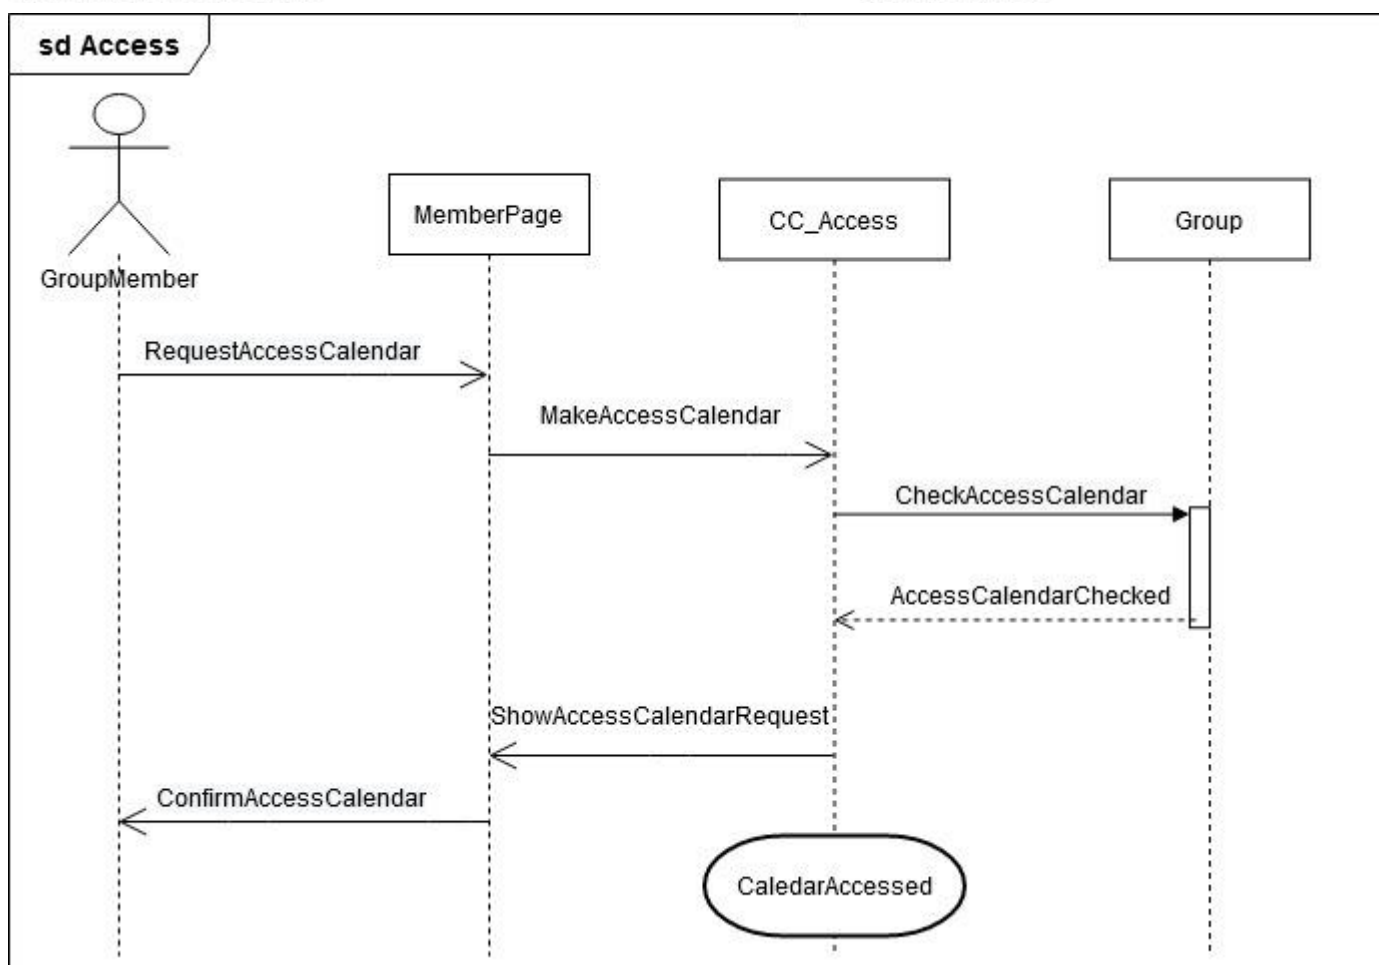 sd Access
GroupMember
MemberPage
CC_Access
Group
RequestAccessCalendar
MakeAccessCalendar
CheckAccessCalendar
AccessCalendarChecked
ShowAccessCalendarRequest
ConfirmAccessCalendar
CaledarAccessed